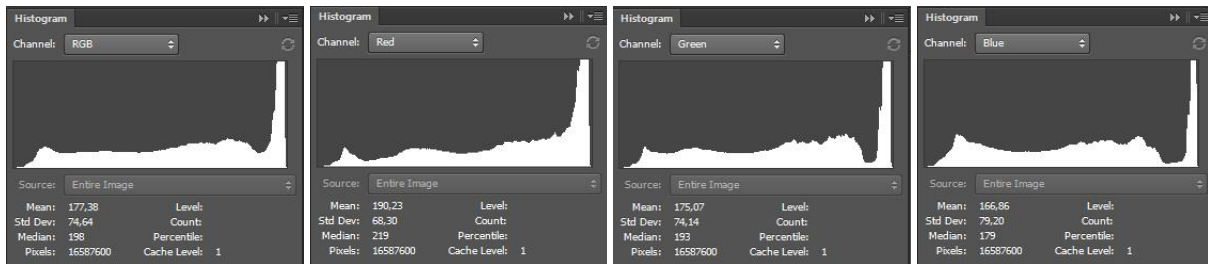 Histogram
Channel: RGB
Source: Entire Image
Mean: 177,38 Level:
Std Dev: 74,64 Count:
Median: 198 Percentile:
Pixels: 16587600 Cache Level: 1
Histogram
Channel: Red
Source: Entire Image
Mean: 190,23 Level:
Std Dev: 68,30 Count:
Median: 219 Percentile:
Pixels: 16587600 Cache Level: 1
Histogram
Channel: Green
Source: Entire Image
Mean: 175,07 Level:
Std Dev: 74,14 Count:
Median: 193 Percentile:
Pixels: 16587600 Cache Level: 1
Histogram
Channel: Blue
Source: Entire Image
Mean: 166,86 Level:
Std Dev: 79,20 Count:
Median: 179 Percentile:
Pixels: 16587600 Cache Level: 1